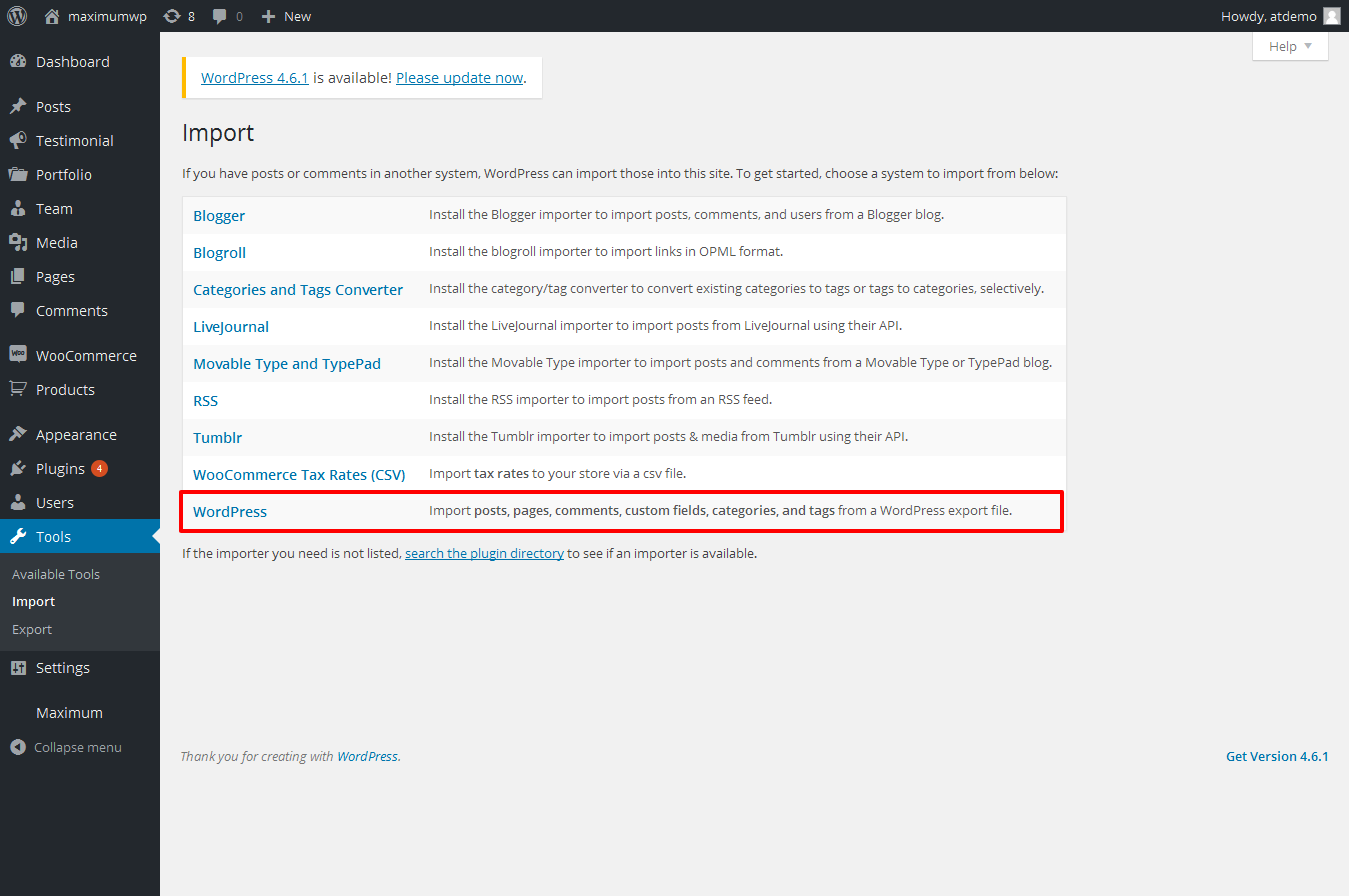 maximumwp 8 0 New Howdy, atdemo
Help
Dashboard
Posts
Testimonial
Portfolio
Team
Media
Pages
Comments
Woo WooCommerce
Products
Appearance
Plugins 4
Users
Tools
Available Tools
Import
Export
Settings
Maximum
Collapse menu
WordPress 4.6.1 is available! Please update now.
Import
If you have posts or comments in another system, WordPress can import those into this site. To get started, choose a system to import from below:
Blogger Install the Blogger importer to import posts, comments, and users from a Blogger blog.
Blogroll Install the blogroll importer to import links in OPML format.
Categories and Tags Converter Install the category/tag converter to convert existing categories to tags or tags to categories, selectively.
LiveJournal Install the LiveJournal importer to import posts from LiveJournal using their API.
Movable Type and TypePad Install the Movable Type importer to import posts and comments from a Movable Type or TypePad blog.
RSS Install the RSS importer to import posts from an RSS feed.
Tumblr Install the Tumblr importer to import posts & media from Tumblr using their API.
WooCommerce Tax Rates (CSV) Import tax rates to your store via a csv file.
WordPress Import posts, pages, comments, custom fields, categories, and tags from a WordPress export file.
If the importer you need is not listed, search the plugin directory to see if an importer is available.
Thank you for creating with WordPress. Get Version 4.6.1